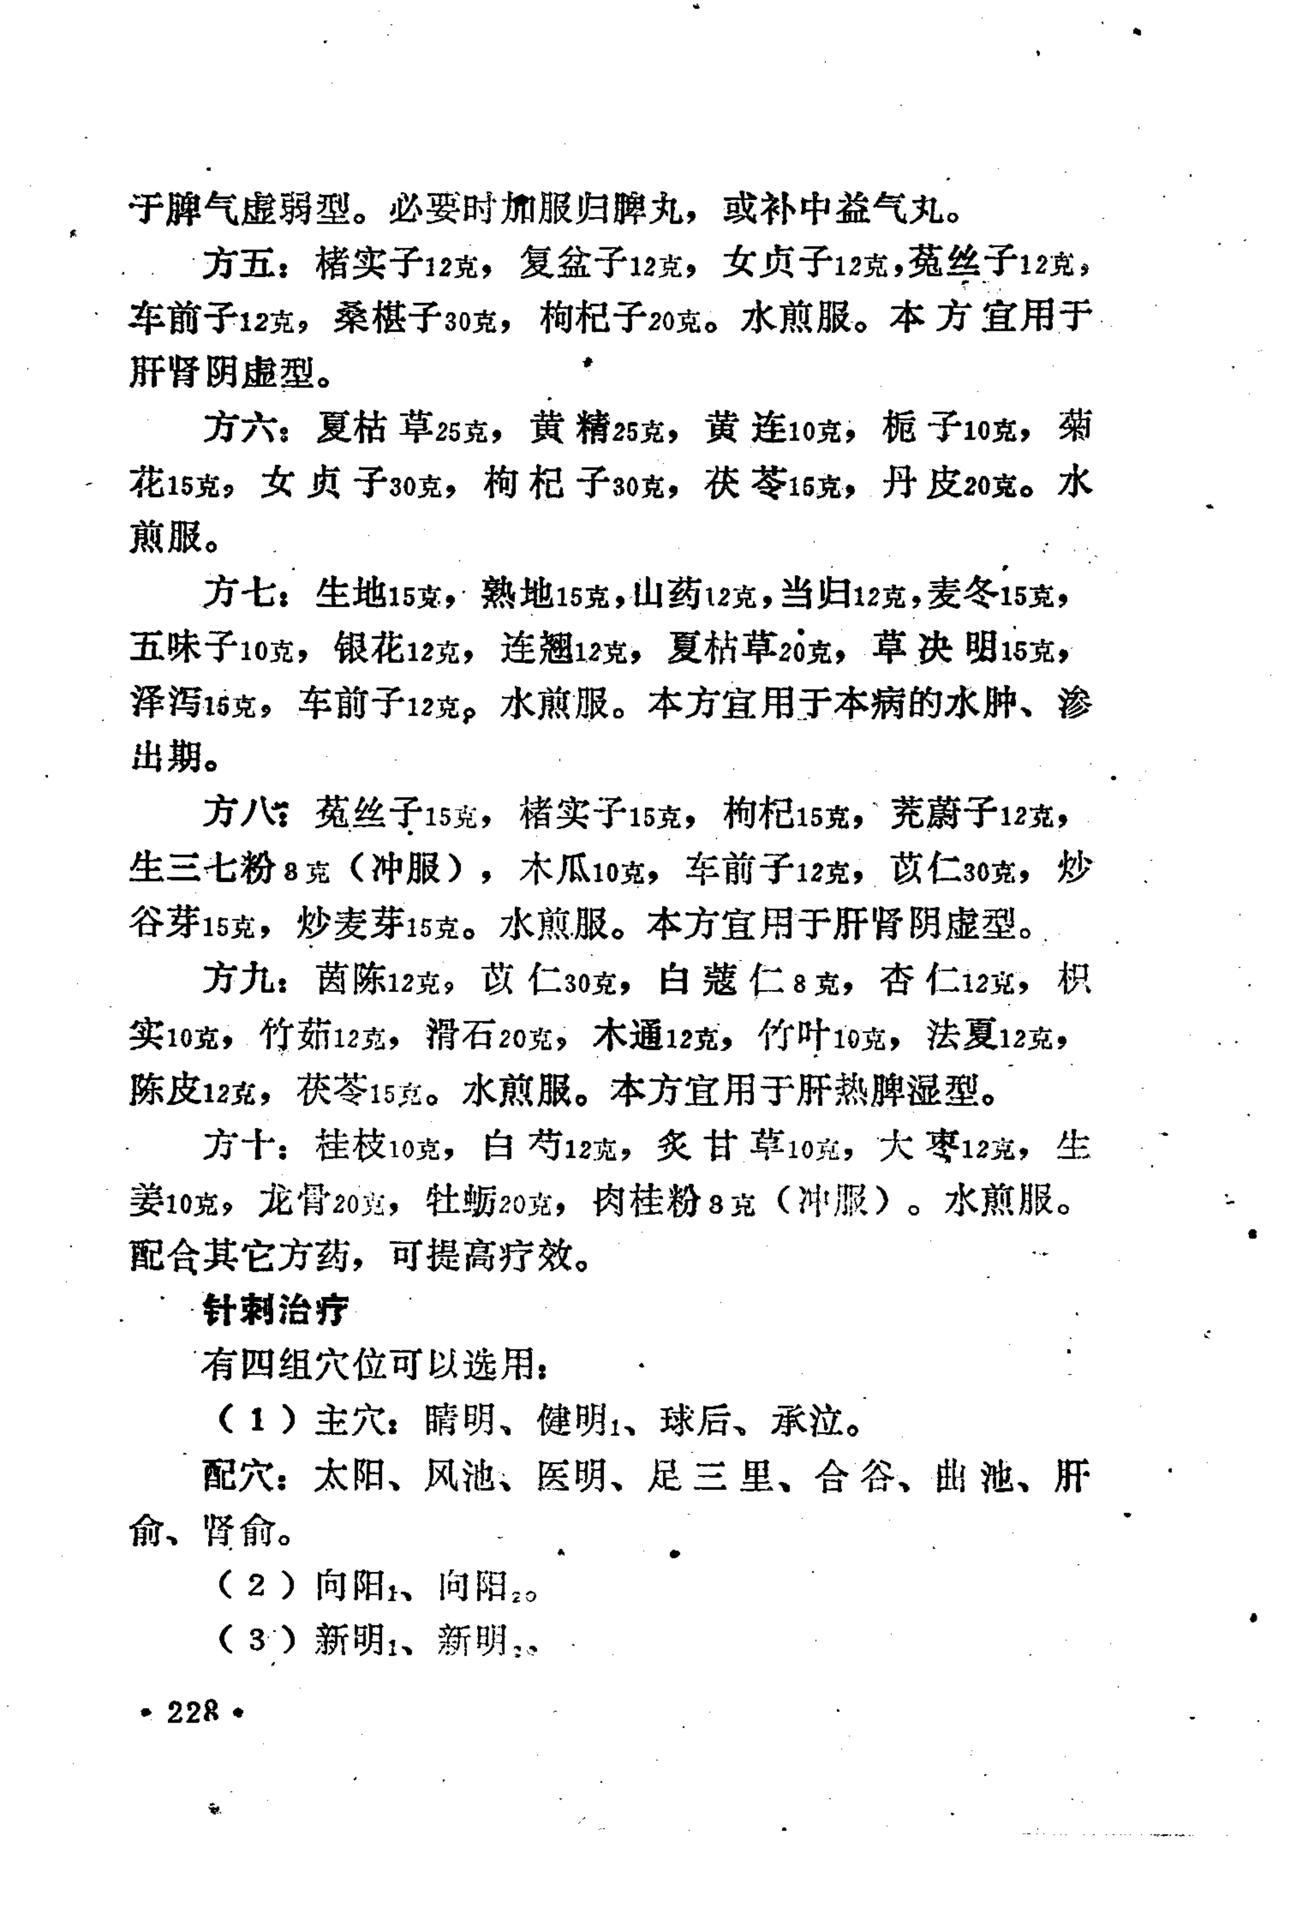 于脾气虚弱型。必要时加服归脾丸，或补中益气丸。
方五：楮实子12克，复盆子12克，女贞子12克，菟丝子12克，
车前子12克，桑椹子30克，枸杞子20克。水煎服。本方宜用于
肝肾阴虚型。
方六：夏枯草25克，黄精25克，黄连10克，栀子10克，菊
花15克，女贞子30克，枸杞子30克，茯苓15克，丹皮20克。水
煎服。
方七：生地15克，熟地15克，山药12克，当归12克，麦冬15克，
五味子10克，银花12克，连翘12克，夏枯草20克，草决明15克，
泽泻15克，车前子12克，水煎服。本方宜用于本病的水肿、渗
出期。
方八：菟丝子15克，楮实子15克，枸杞15克，茺蔚子12克，
生三七粉8克（冲服），木瓜10克，车前子12克，苡仁30克，炒
谷芽15克，炒麦芽15克。水煎服。本方宜用于肝肾阴虚型。
方九：茵陈12克，苡仁30克，白蔻仁8克，杏仁12克，枳
实10克，竹茹12克，滑石20克，木通12克，竹叶10克，法夏12克，
陈皮12克，茯苓15克。水煎服。本方宜用于肝热脾湿型。
方十：桂枝10克，白芍12克，炙甘草10克，大枣12克，生
姜10克，龙骨20克，牡蛎20克，肉桂粉8克（冲服）。水煎服。
配合其它方药，可提高疗效。
针刺治疗
有四组穴位可以选用：
（1）主穴：睛明、健明₁、球后、承泣。
配穴：太阳、风池、医明、足三里、合谷、曲池、肝
俞、肾俞。
（2）向阳₁、向阳₂。
（3）新明₁、新明₂。
·228·